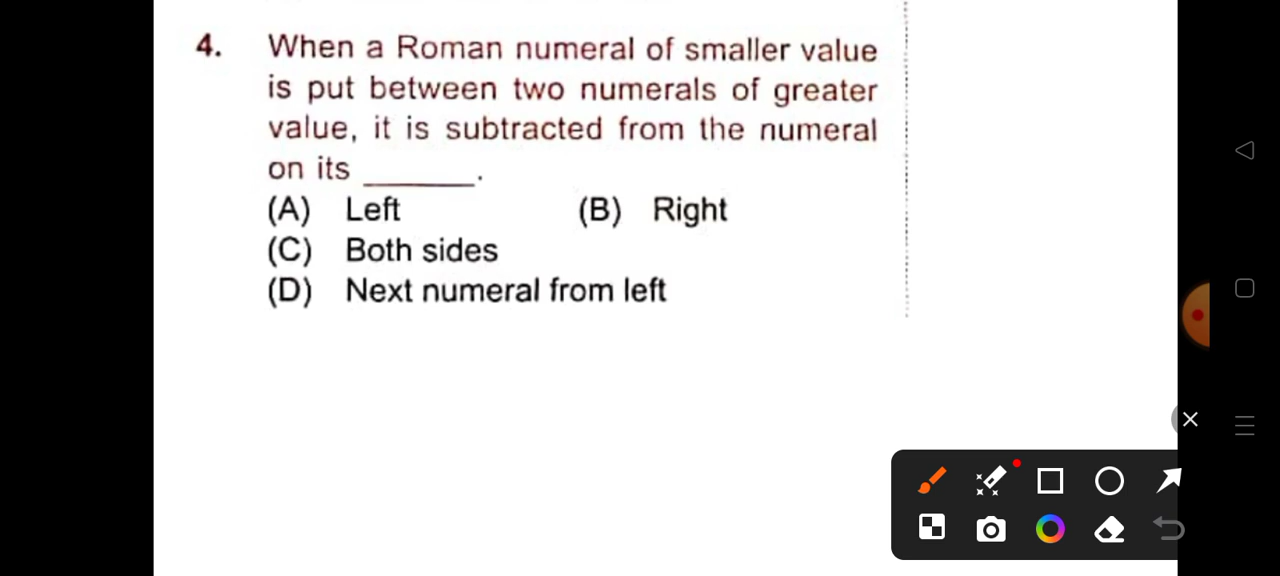 4. When a Roman numeral of smaller value
is put between two numerals of greater
value, it is subtracted from the numeral
on its ______.
(A) Left (B) Right
(C) Both sides
(D) Next numeral from left